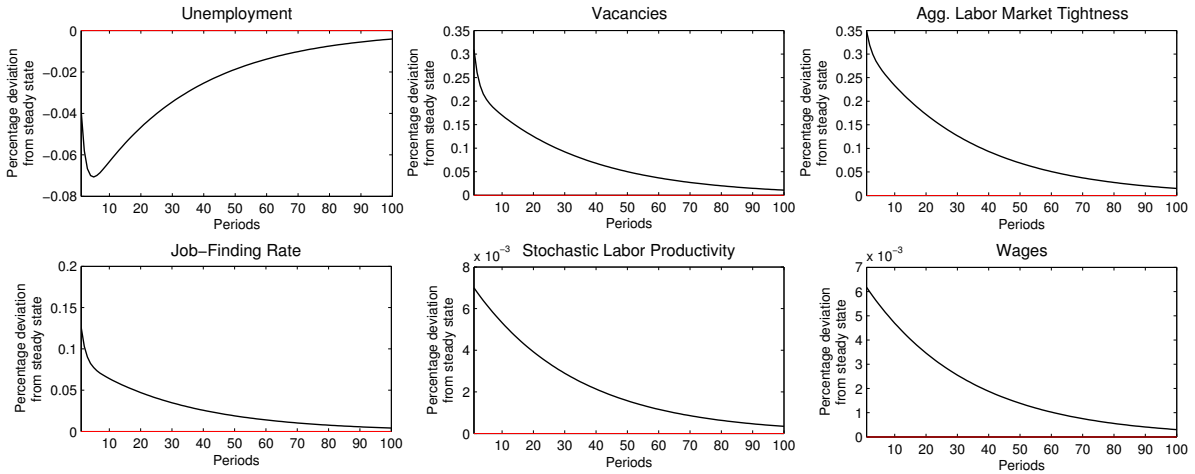 Unemployment
Percentage deviation
from steady state
0
−0.02
−0.04
−0.06
−0.08
10 20 30 40 50 60 70 80 90 100
Periods
Vacancies
Percentage deviation
from steady state
0.35
0.3
0.25
0.2
0.15
0.1
0.05
0
10 20 30 40 50 60 70 80 90 100
Periods
Agg. Labor Market Tightness
Percentage deviation
from steady state
0.35
0.3
0.25
0.2
0.15
0.1
0.05
0
10 20 30 40 50 60 70 80 90 100
Periods
Job−Finding Rate
Percentage deviation
from steady state
0.2
0.15
0.1
0.05
0
10 20 30 40 50 60 70 80 90 100
Periods
x 10⁻³ Stochastic Labor Productivity
Percentage deviation
from steady state
8
6
4
2
0
10 20 30 40 50 60 70 80 90 100
Periods
x 10⁻³ Wages
Percentage deviation
from steady state
7
6
5
4
3
2
1
0
10 20 30 40 50 60 70 80 90 100
Periods